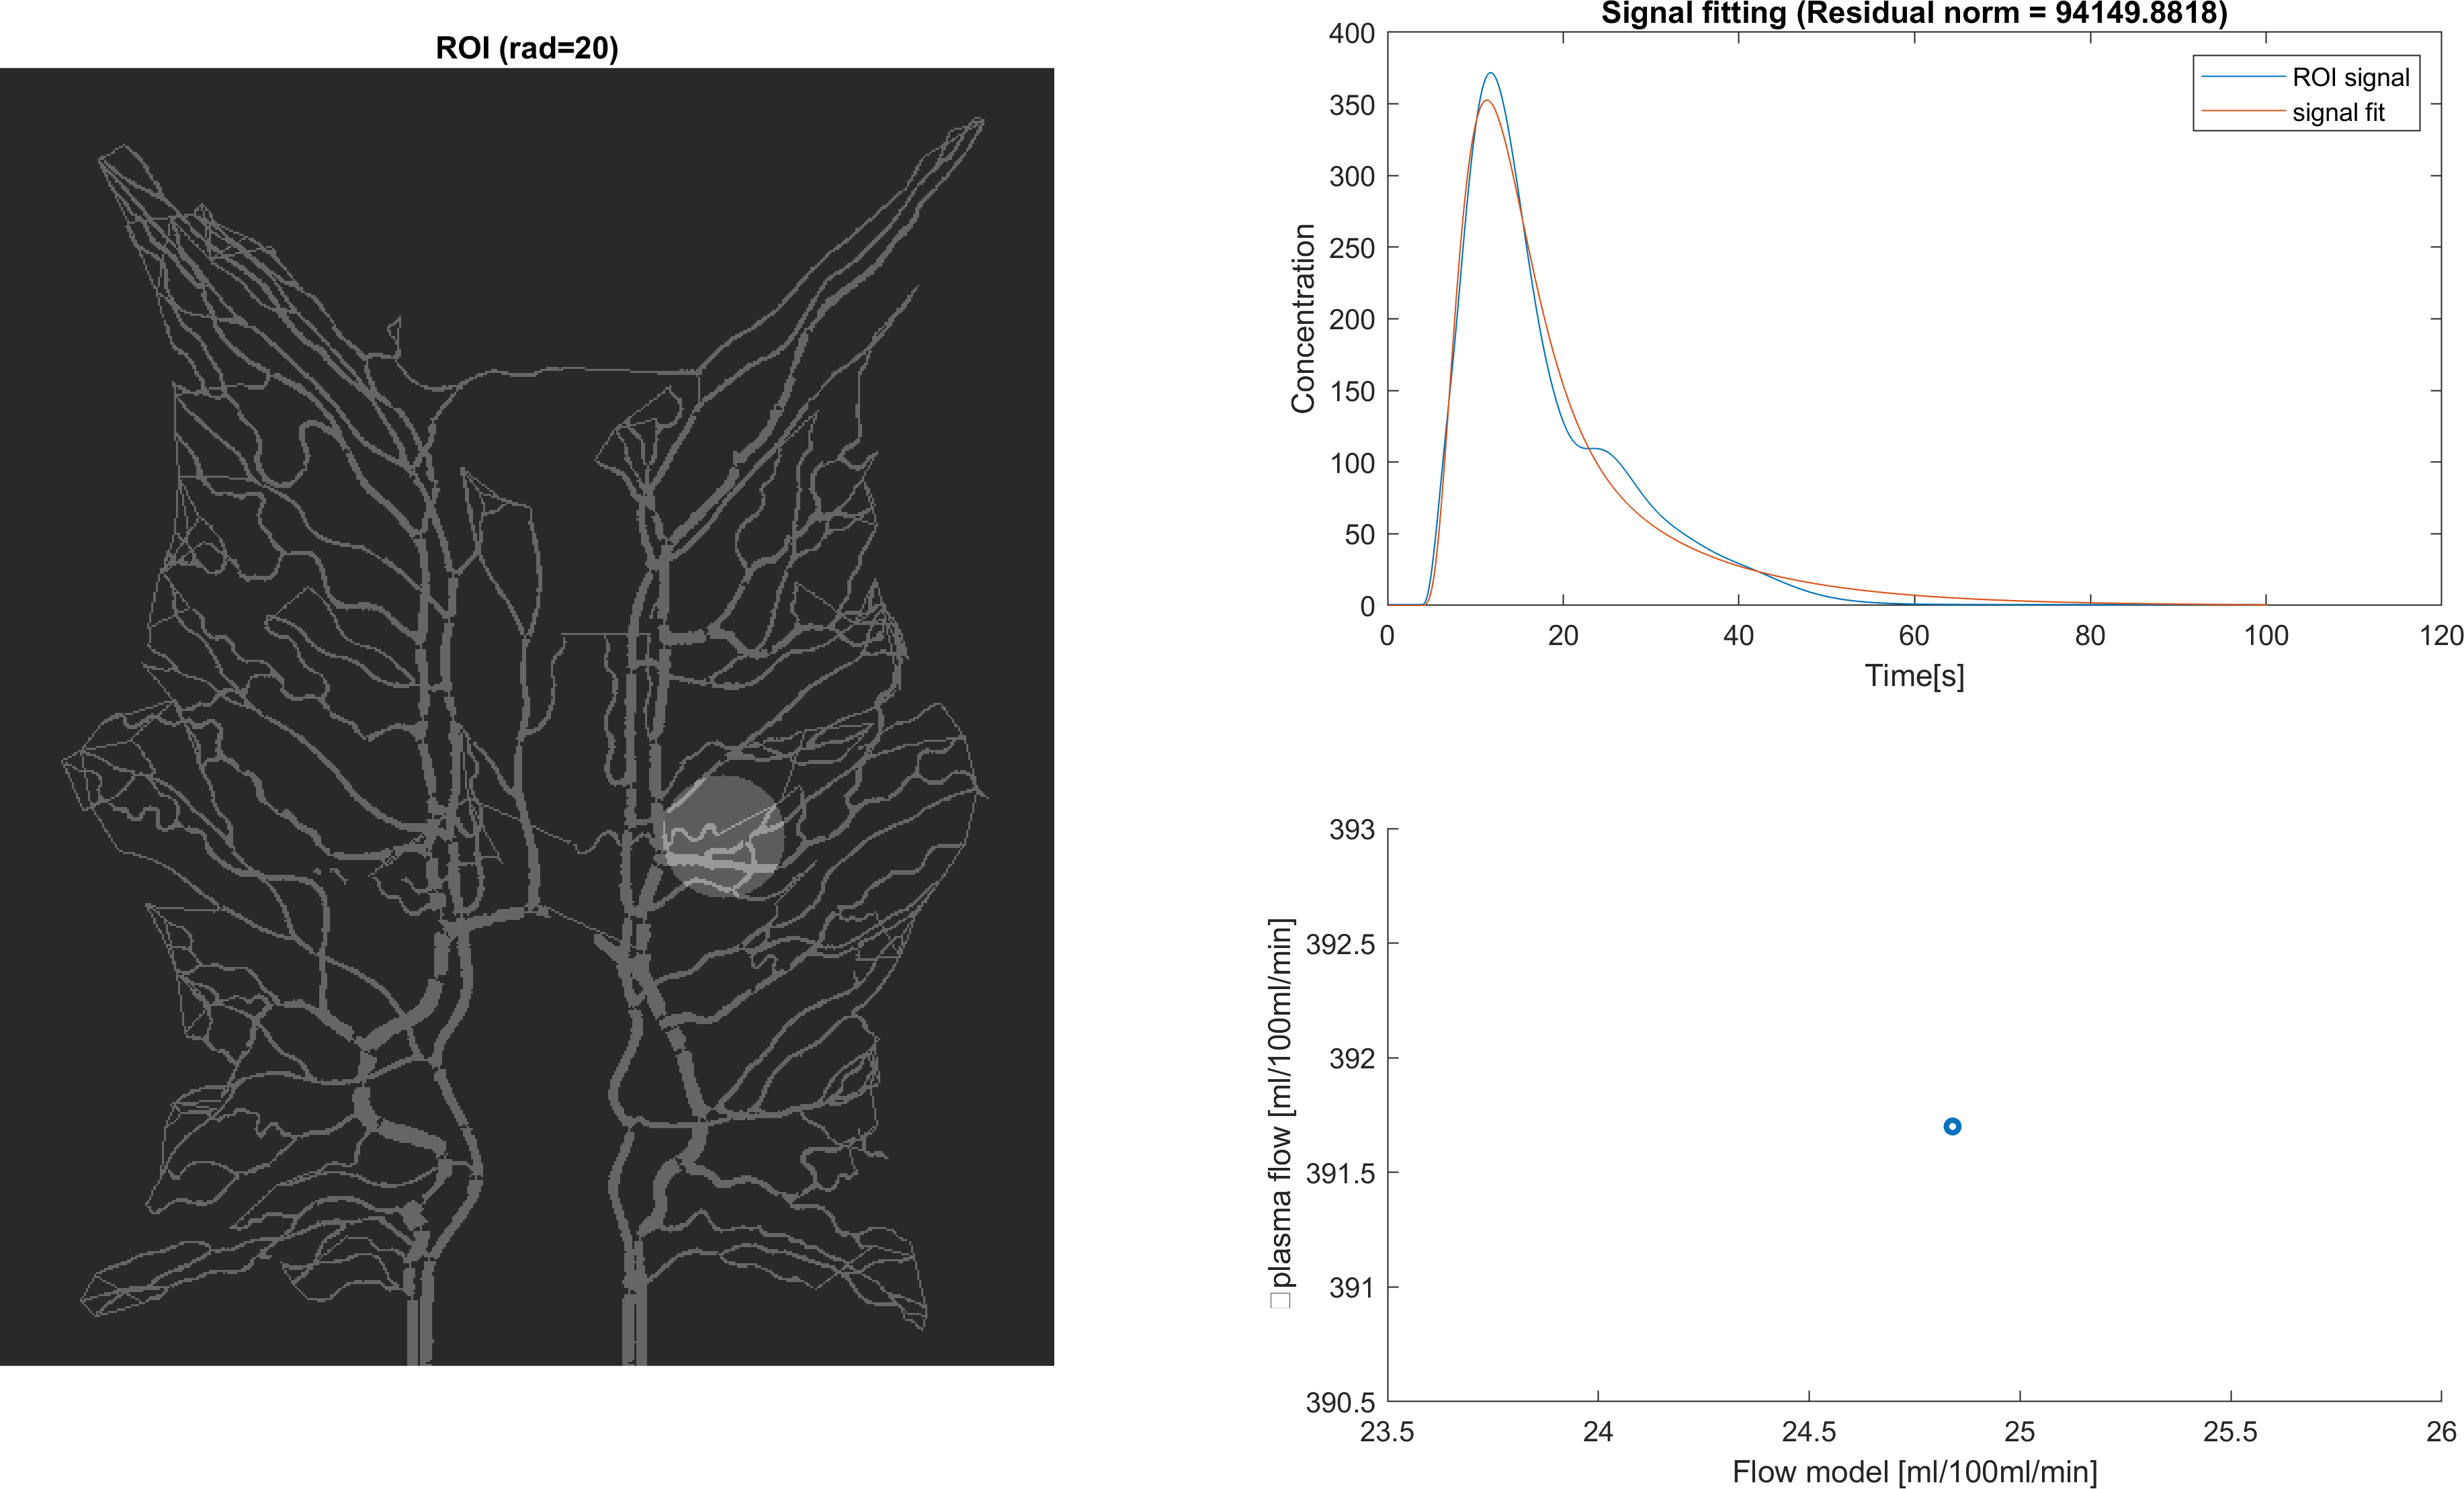 ROI (rad=20)
Signal fitting (Residual norm = 94149.8818)
400
350
300
250
200
150
100
50
0
Concentration
ROI signal
signal fit
0 20 40 60 80 100 120
Time[s]
393
392.5
392
391.5
391
390.5
□plasma flow [ml/100ml/min]
23.5 24 24.5 25 25.5 26
Flow model [ml/100ml/min]